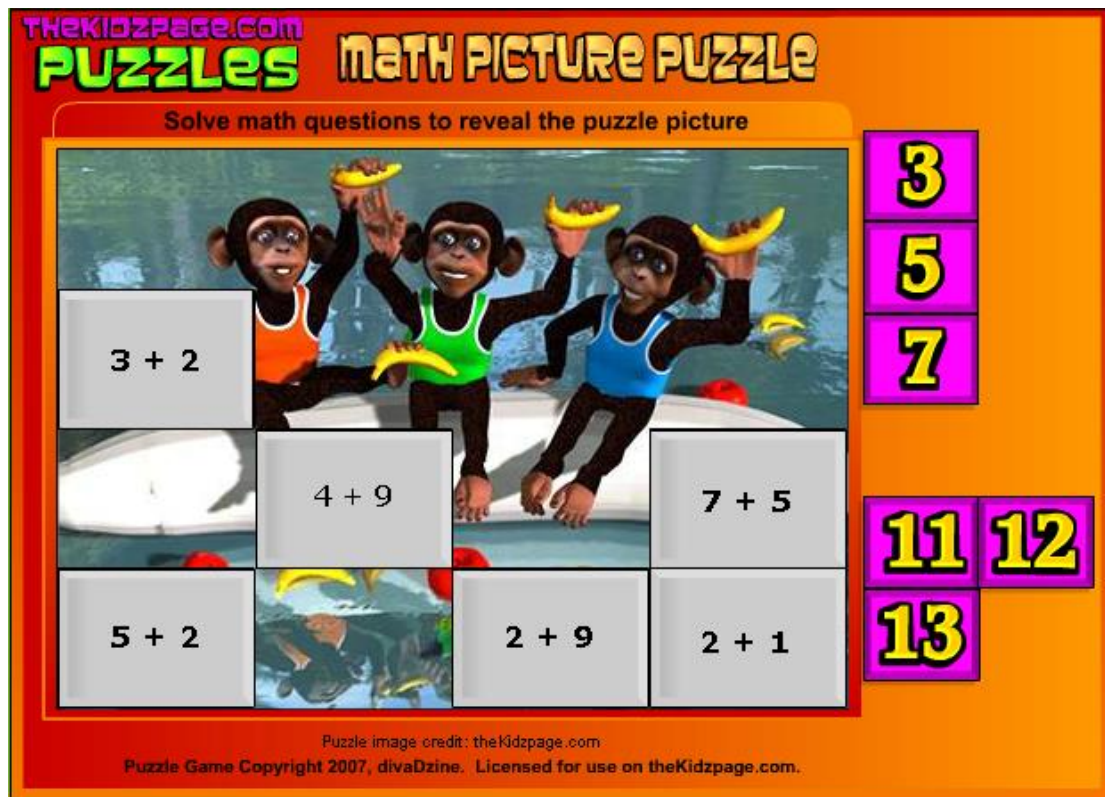 THEKIDZPAGE.COM
PUZZLES
MATH PICTURE PUZZLE
Solve math questions to reveal the puzzle picture
3
5
3 + 2
7
4 + 9
7 + 5
11 12
5 + 2
2 + 9
2 + 1
13
Puzzle image credit: theKidzpage.com
Puzzle Game Copyright 2007, divaDzine. Licensed for use on theKidzpage.com.